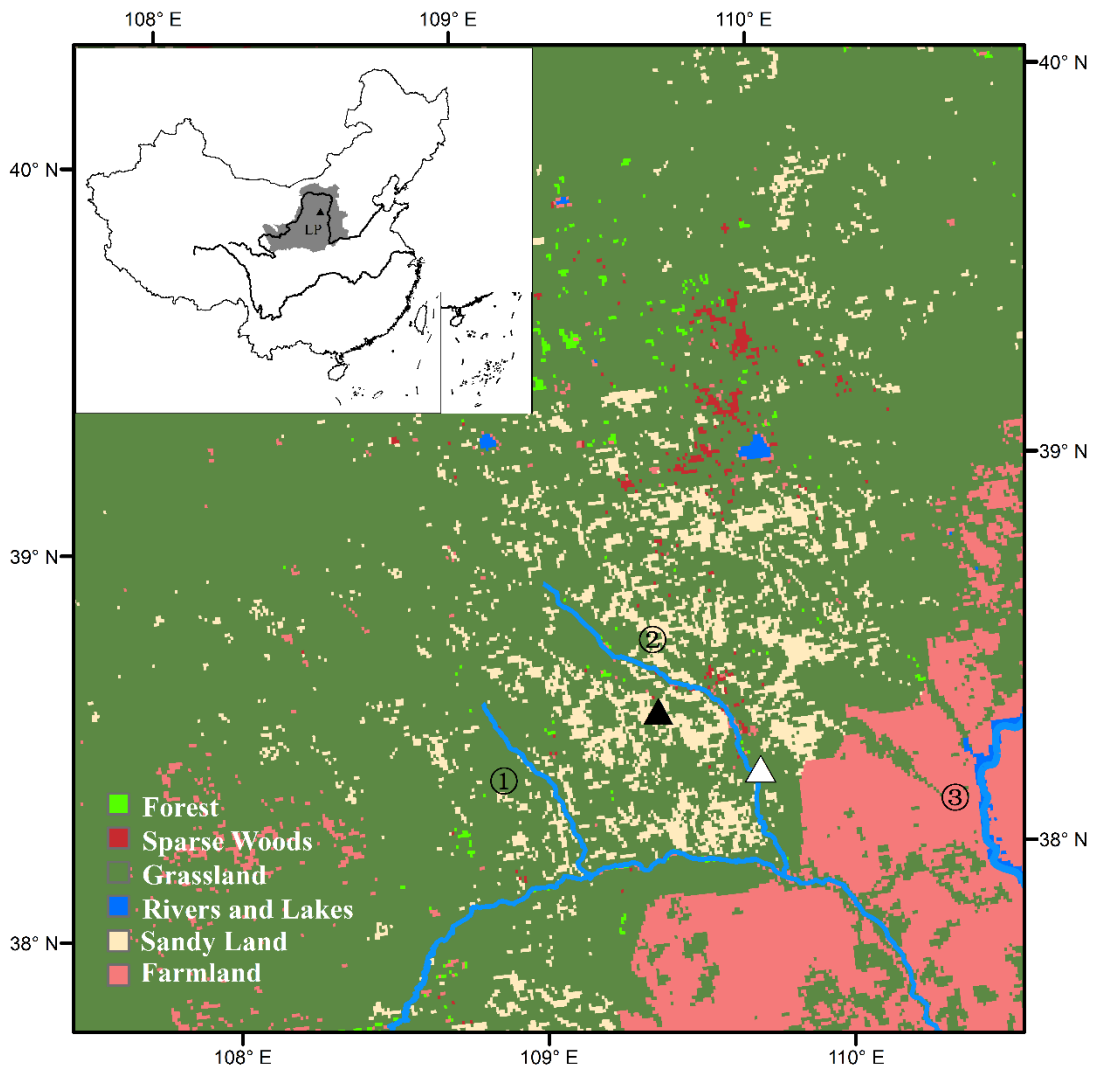 108° E 109° E 110° E
40° N
40° N
LP
39° N
39° N
②
①
③
Forest
Sparse Woods
38° N
Grassland
Rivers and Lakes
Sandy Land
38° N
Farmland
108° E 109° E 110° E